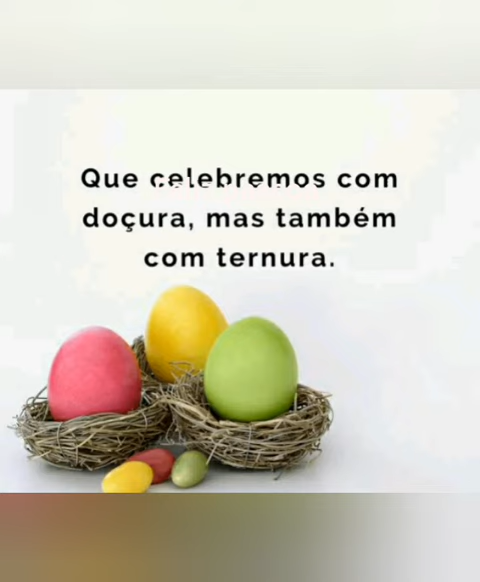 Que celebremos com
doçura, mas também
com ternura.